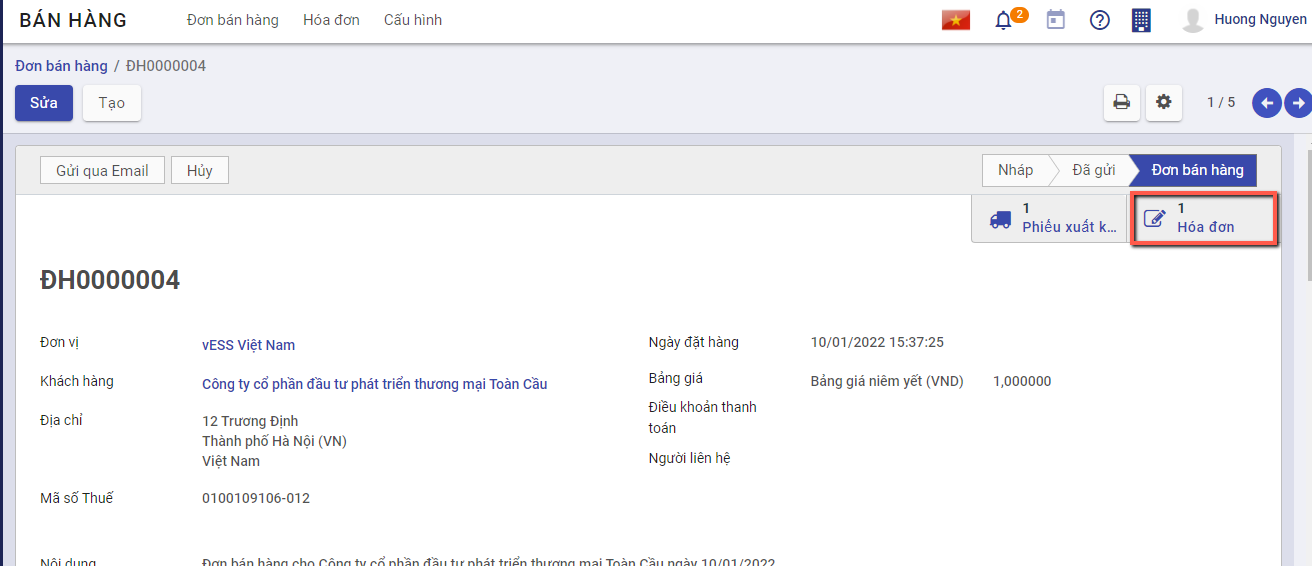 BÁN HÀNG Đơn bán hàng Hóa đơn Cấu hình 2 Huong Nguyen
Đơn bán hàng / ĐH0000004
Sửa Tạo 1 / 5
Gửi qua Email Hủy Nháp Đã gửi Đơn bán hàng
1 1
Phiếu xuất k... Hóa đơn
ĐH0000004
Đơn vị vESS Việt Nam Ngày đặt hàng 10/01/2022 15:37:25
Khách hàng Công ty cổ phần đầu tư phát triển thương mại Toàn Cầu Bảng giá Bảng giá niêm yết (VND) 1,000000
Địa chỉ 12 Trương Định Điều khoản thanh
Thành phố Hà Nội (VN) toán
Việt Nam Người liên hệ
Mã số Thuế 0100109106-012
Nội dung Đơn bán hàng cho Công ty cổ phần đầu tư phát triển thương mại Toàn Cầu ngày 10/01/2022